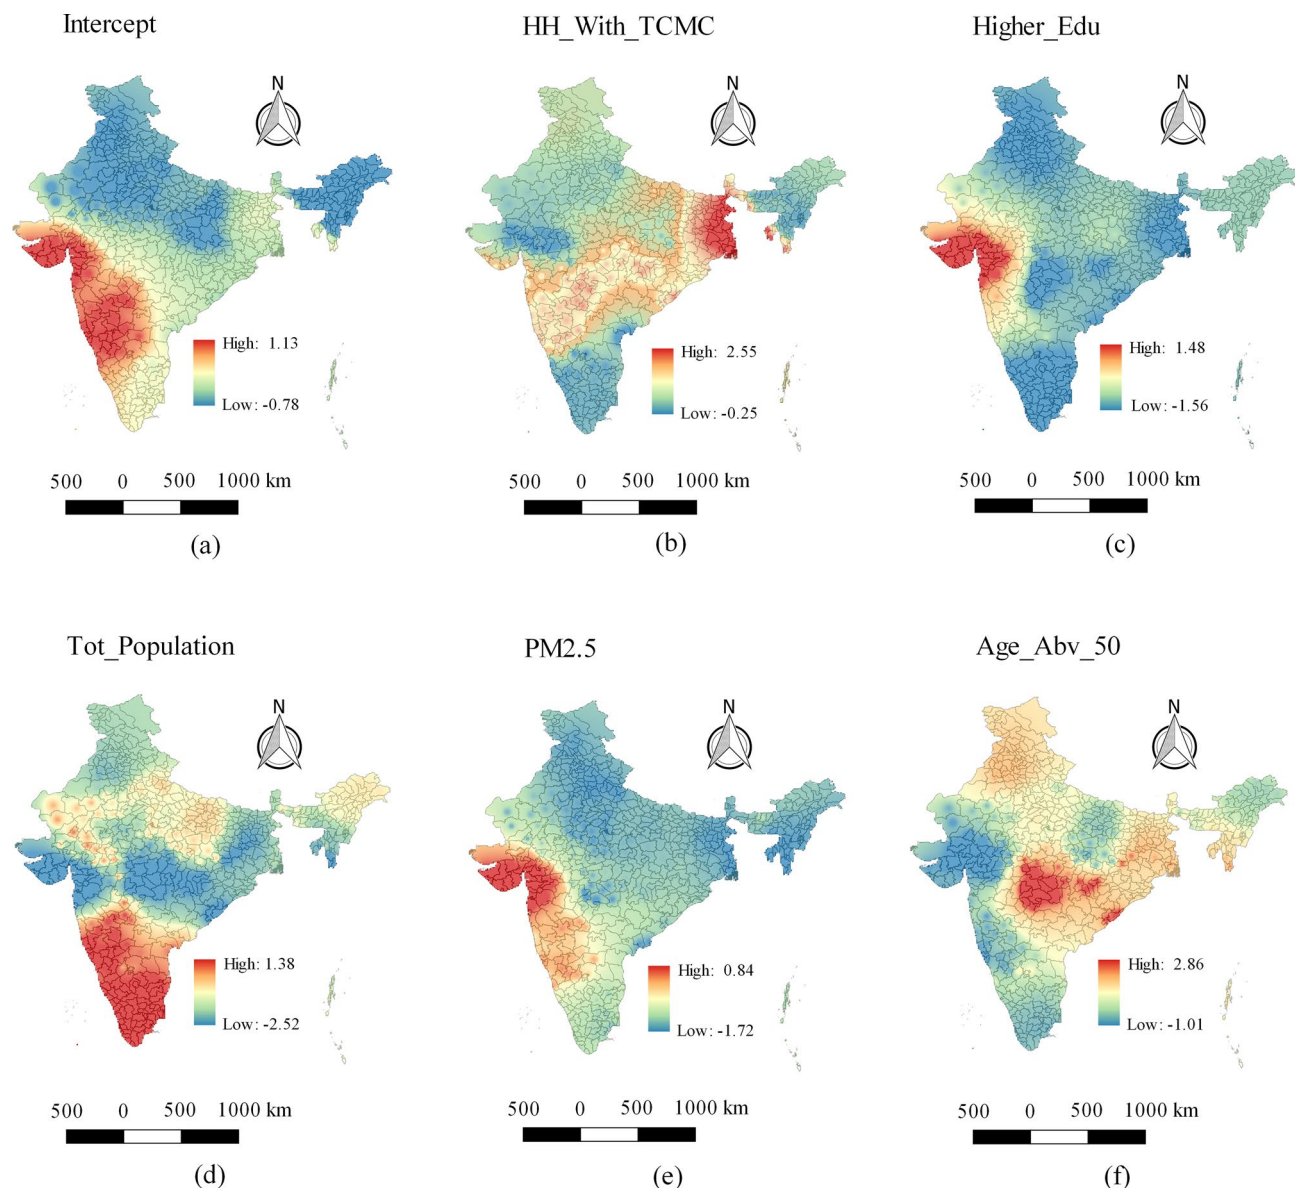 Intercept
HH_With_TCMC
Higher_Edu
N
N
N
High: 1.13
Low: -0.78
High: 2.55
Low: -0.25
High: 1.48
Low: -1.56
500 0 500 1000 km
500 0 500 1000 km
500 0 500 1000 km
(a)
(b)
(c)
Tot_Population
PM2.5
Age_Abv_50
N
N
N
High: 1.38
Low: -2.52
High: 0.84
Low: -1.72
High: 2.86
Low: -1.01
500 0 500 1000 km
500 0 500 1000 km
500 0 500 1000 km
(d)
(e)
(f)